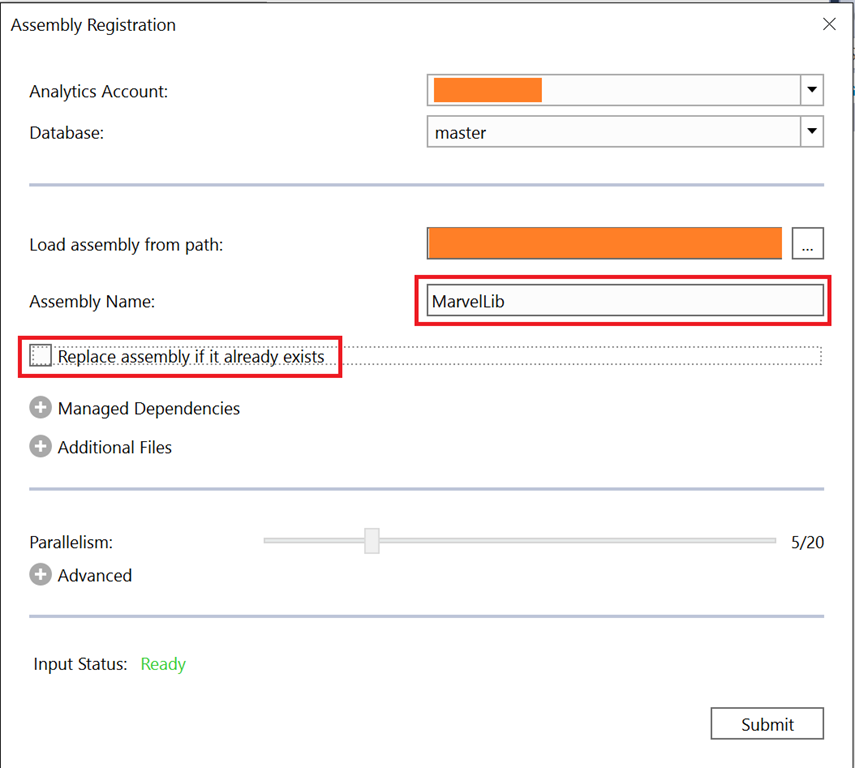 Assembly Registration
Analytics Account:
Database: master
Load assembly from path: ...
Assembly Name: MarvelLib
Replace assembly if it already exists
Managed Dependencies
Additional Files
Parallelism: 5/20
Advanced
Input Status: Ready
Submit